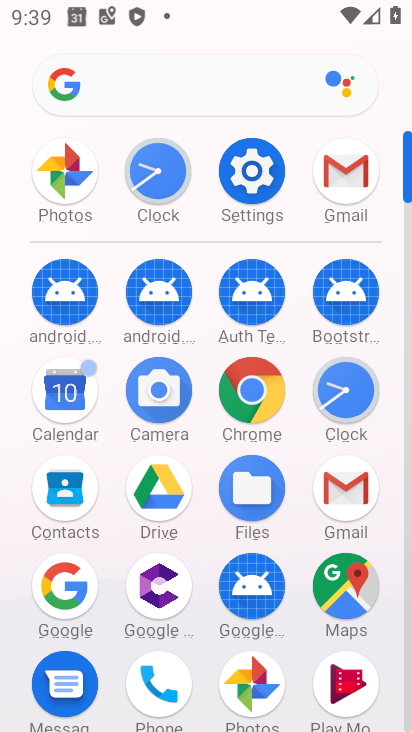 9:39
31
G
Photos
Clock
Settings
Gmail
android...
android...
Auth Te...
Bootstr...
10
Calendar
Camera
Chrome
Clock
Contacts
Drive
Files
Gmail
G
Google
Google ...
Google...
G
Maps
Messag...
Phone
Photos
Play Mo...